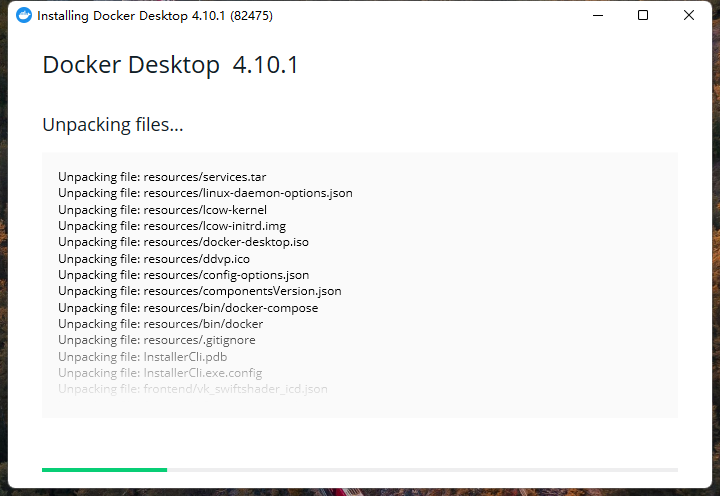 Installing Docker Desktop 4.10.1 (82475)
Docker Desktop 4.10.1
Unpacking files...
Unpacking file: resources/services.tar
Unpacking file: resources/linux-daemon-options.json
Unpacking file: resources/lcow-kernel
Unpacking file: resources/lcow-initrd.img
Unpacking file: resources/docker-desktop.iso
Unpacking file: resources/ddvp.ico
Unpacking file: resources/config-options.json
Unpacking file: resources/componentsVersion.json
Unpacking file: resources/bin/docker-compose
Unpacking file: resources/bin/docker
Unpacking file: resources/.gitignore
Unpacking file: InstallerCli.pdb
Unpacking file: InstallerCli.exe.config
Unpacking file: frontend/vk_swiftshader_icd.json